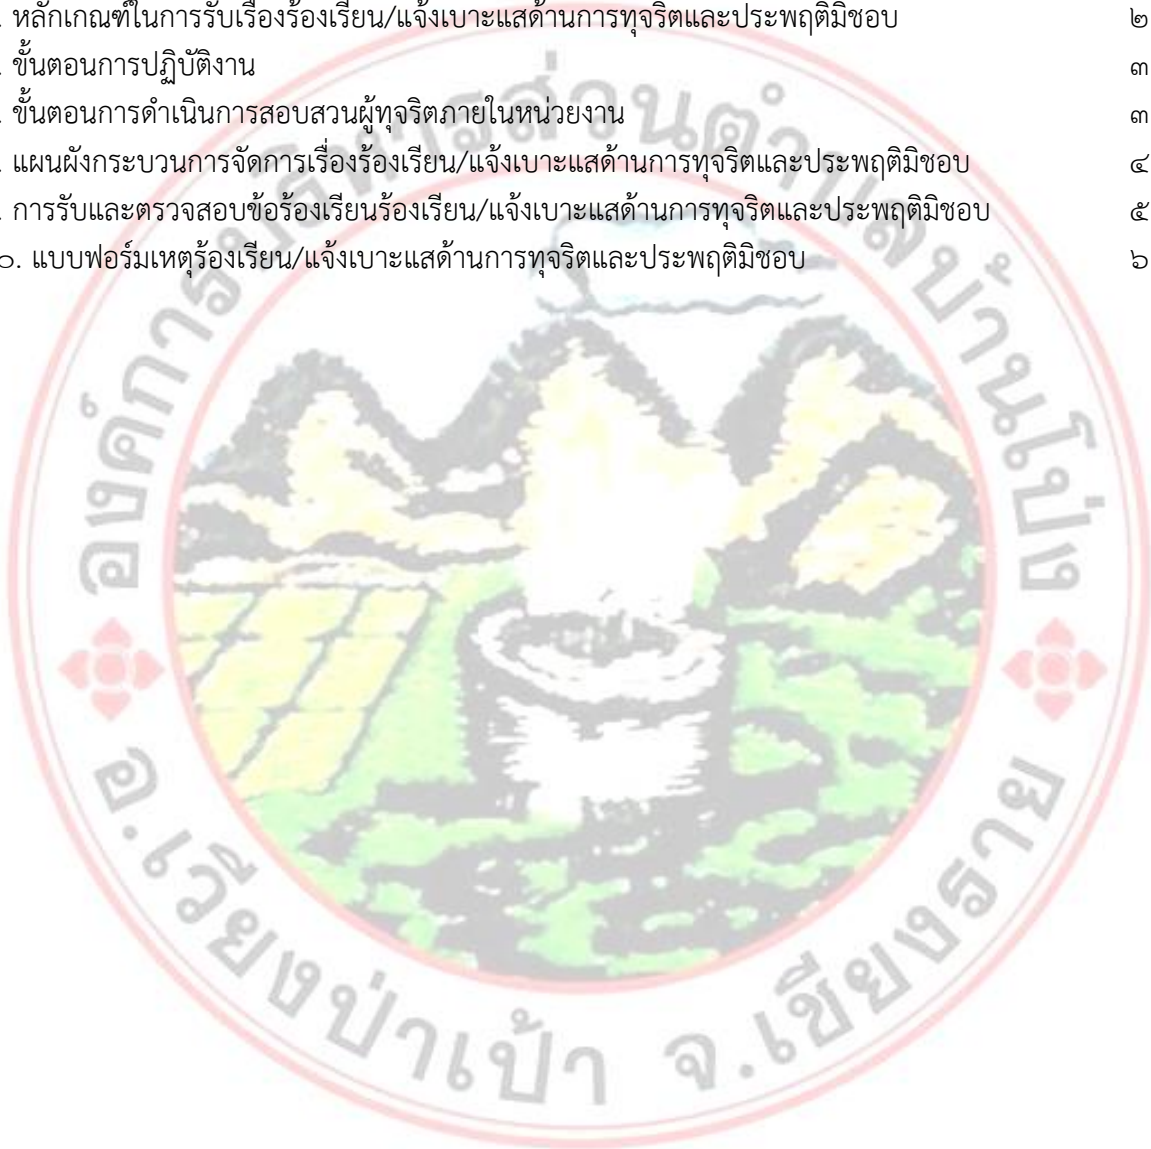 . หลักเกณฑ์ในการรับเรื่องร้องเรียน/แจ้งเบาะแสด้านการทุจริตและประพฤติมิชอบ ๒
. ขั้นตอนการปฏิบัติงาน ๓
. ขั้นตอนการดำเนินการสอบสวนผู้ทุจริตภายในหน่วยงาน ๓
. แผนผังกระบวนการจัดการเรื่องร้องเรียน/แจ้งเบาะแสด้านการทุจริตและประพฤติมิชอบ ๔
. การรับและตรวจสอบข้อร้องเรียนร้องเรียน/แจ้งเบาะแสด้านการทุจริตและประพฤติมิชอบ ๕
๐. แบบฟอร์มเหตุร้องเรียน/แจ้งเบาะแสด้านการทุจริตและประพฤติมิชอบ ๖
องค์การบริหารส่วนตำบลบ้านโป่ง
อ.เวียงป่าเป้า จ.เชียงราย